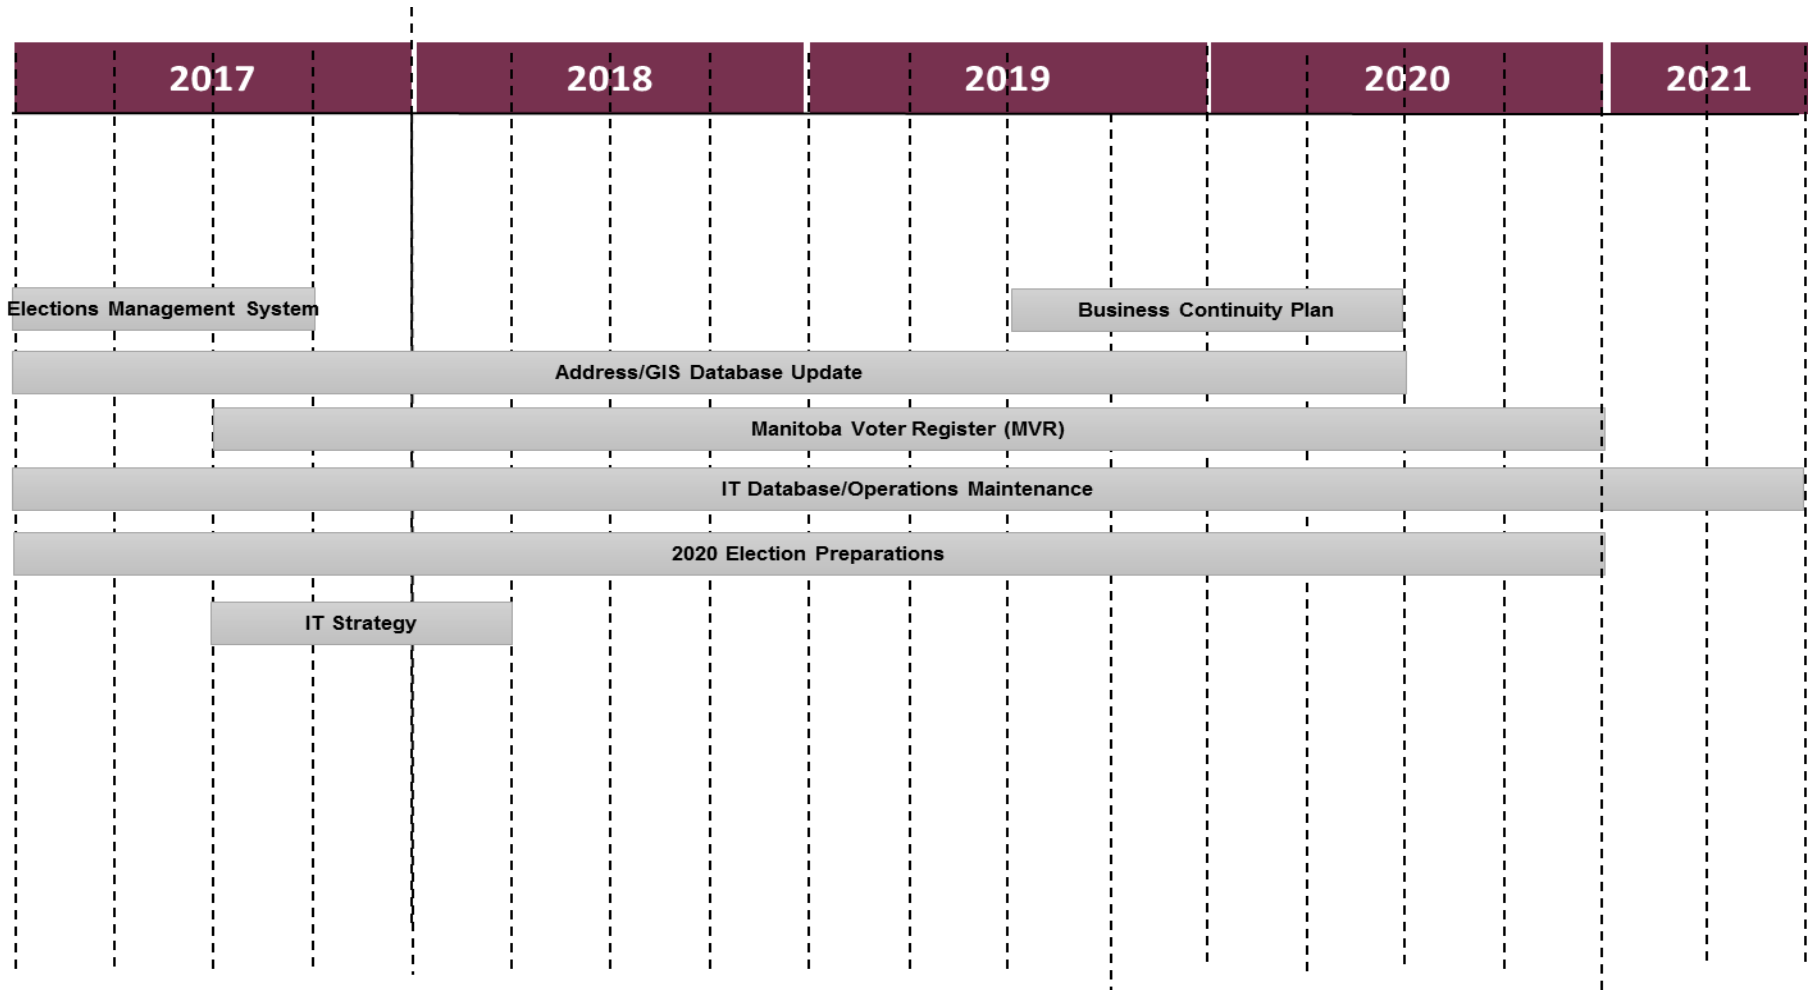 2017
2018
2019
2020
2021
Elections Management System
Business Continuity Plan
Address/GIS Database Update
Manitoba Voter Register (MVR)
IT Database/Operations Maintenance
2020 Election Preparations
IT Strategy